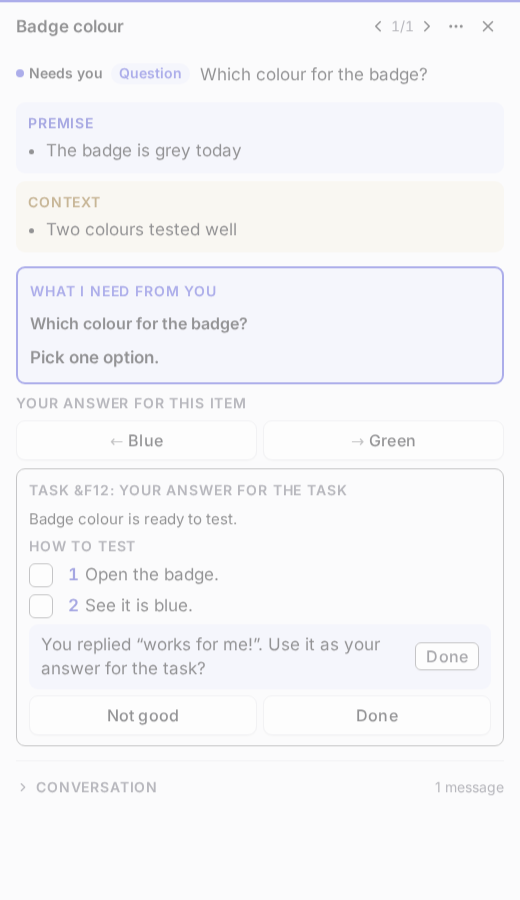 Badge colour
1/1
Needs you Question Which colour for the badge?
PREMISE
• The badge is grey today
CONTEXT
• Two colours tested well
WHAT I NEED FROM YOU
Which colour for the badge?
Pick one option.
YOUR ANSWER FOR THIS ITEM
← Blue
→ Green
TASK &F12: YOUR ANSWER FOR THE TASK
Badge colour is ready to test.
HOW TO TEST
1 Open the badge.
2 See it is blue.
You replied “works for me!”. Use it as your
answer for the task?
Done
Not good
Done
CONVERSATION
1 message